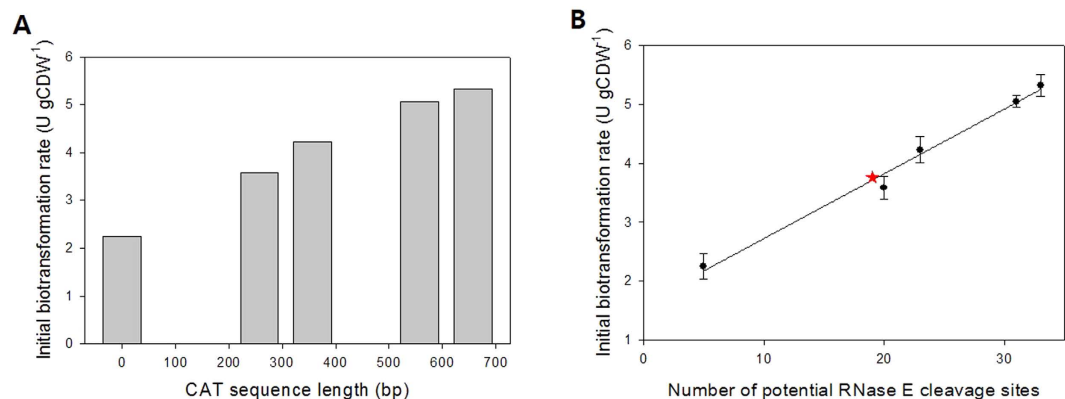 A
Initial biotransformation rate (U gCDW⁻¹)
6
5
4
3
2
1
0
0 100 200 300 400 500 600 700
CAT sequence length (bp)
B
Initial biotransformation rate (U gCDW⁻¹)
6
5
4
3
2
1
0 10 20 30
Number of potential RNase E cleavage sites